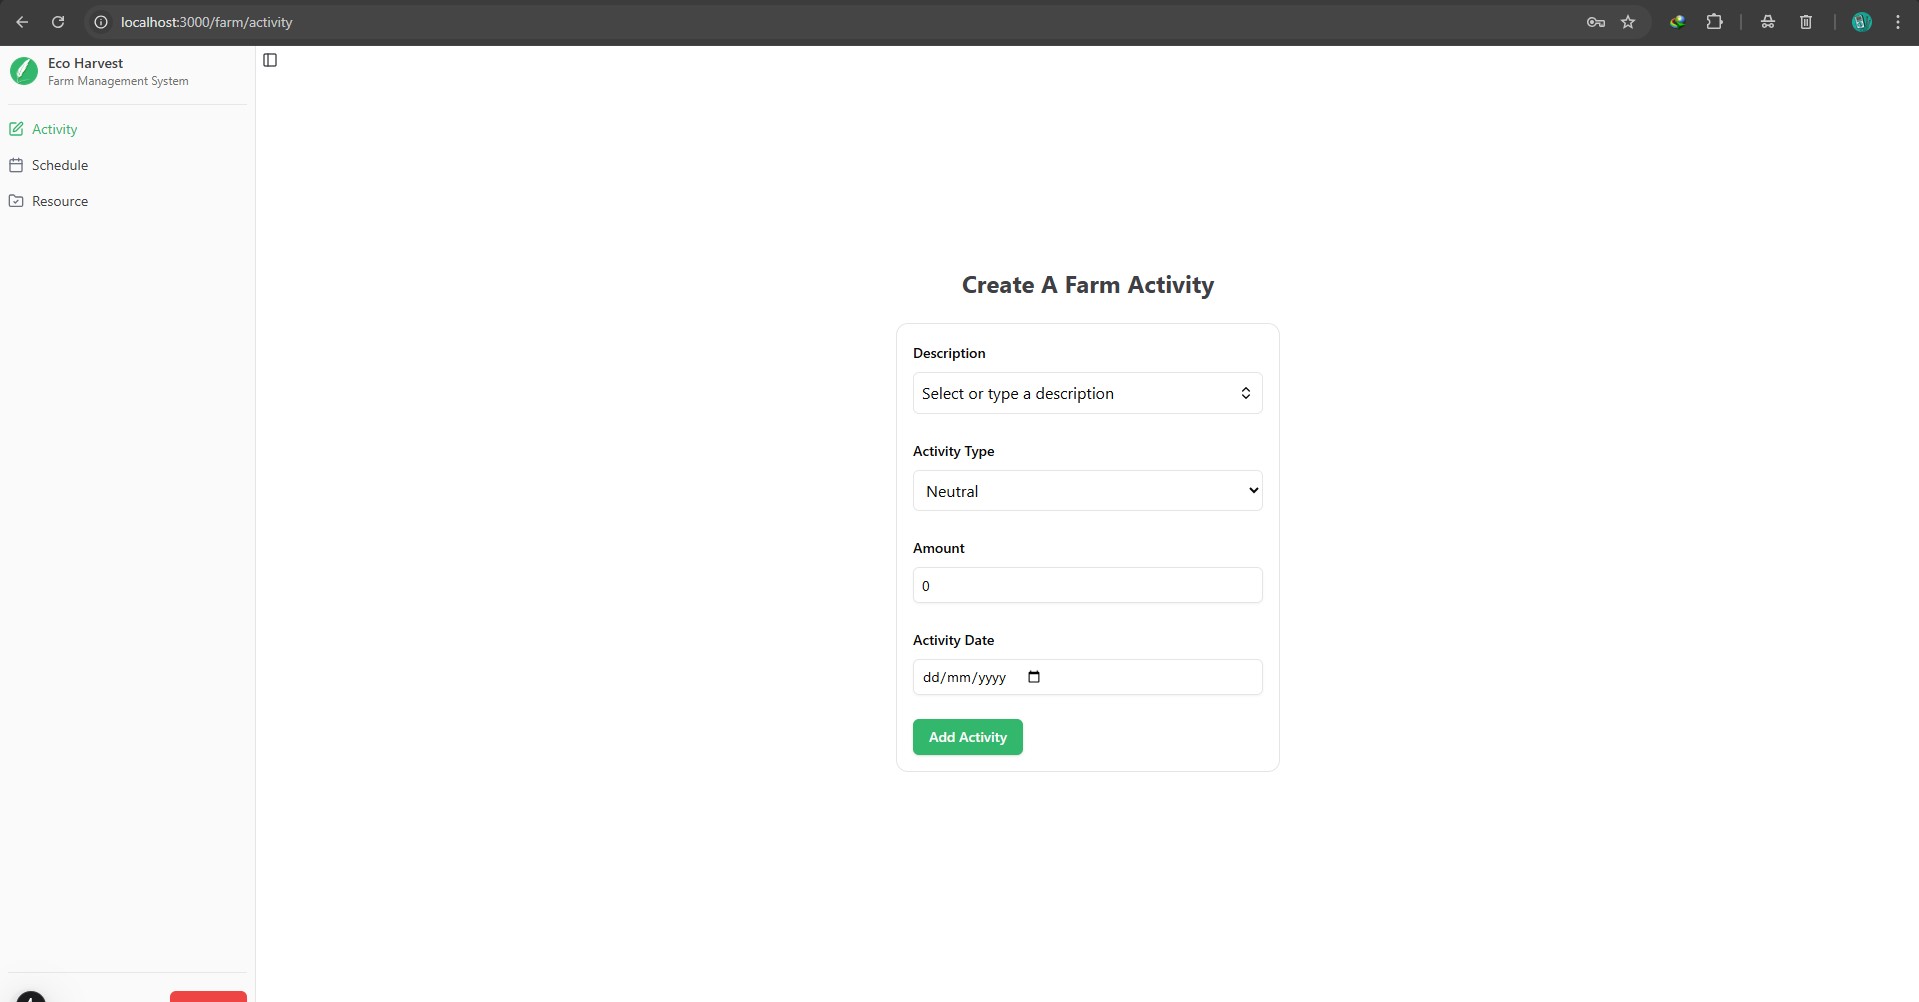 localhost:3000/farm/activity
Eco Harvest
Farm Management System
Activity
Schedule
Resource
Create A Farm Activity
Description
Select or type a description
Activity Type
Neutral
Amount
0
Activity Date
dd/mm/yyyy
Add Activity